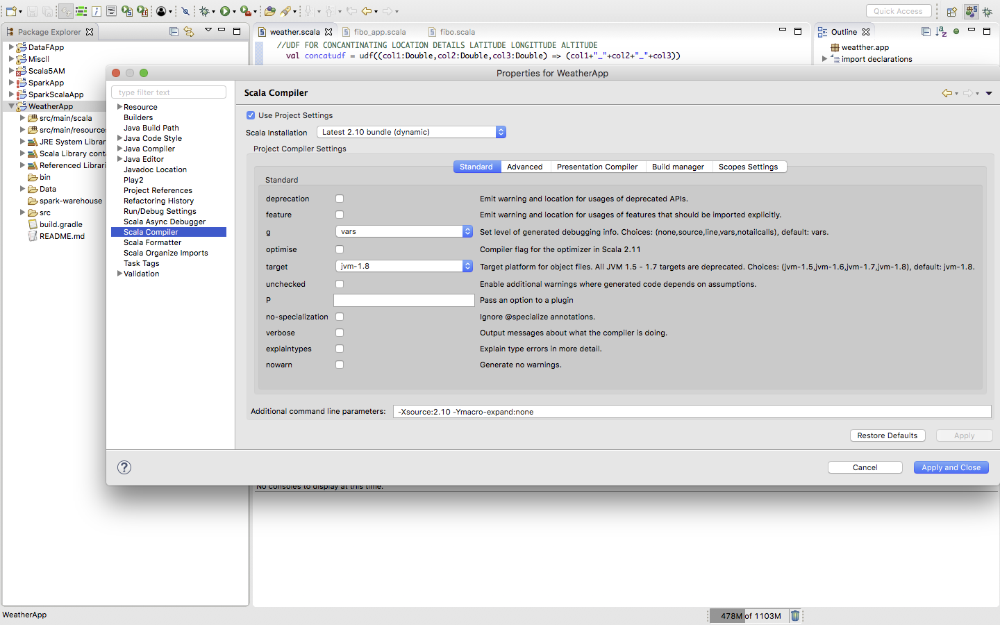 Quick Access
Package Explorer
weather.scala
fibo_app.scala
fibo.scala
Outline
DataFApp
Miscll
Scala5AM
SparkApp
SparkScalaApp
WeatherApp
src/main/scala
src/main/resources
JRE System Librar
Scala Library cont
Referenced Librari
bin
Data
spark-warehouse
src
build.gradle
README.md
//UDF FOR CONCANTINATING LOCATION DETAILS LATITUDE LONGITTUDE ALTITUDE
val concatudf = udf((col1:Double,col2:Double,col3:Double) => (col1+"_"+col2+"_"+col3))
weatther.app
import declarations
Properties for WeatherApp
type filter text
Resource
Builders
Java Build Path
Java Code Style
Java Compiler
Java Editor
Javadoc Location
Play2
Project References
Refactoring History
Run/Debug Settings
Scala Async Debugger
Scala Compiler
Scala Formatter
Scala Organize Imports
Task Tags
Validation
Scala Compiler
Use Project Settings
Scala Installation
Latest 2.10 bundle (dynamic)
Project Compiler Settings
Standard
Advanced
Presentation Compiler
Build manager
Scopes Settings
Standard
deprecation
Emit warning and location for usages of deprecated APIs.
feature
Emit warning and location for usages of features that should be imported explicitly.
g
vars
Set level of generated debugging info. Choices: (none,source,line,vars,notailcalls), default: vars.
optimise
Compiler flag for the optimizer in Scala 2.11
target
jvm-1.8
Target platform for object files. All JVM 1.5 - 1.7 targets are deprecated. Choices: (jvm-1.5,jvm-1.6,jvm-1.7,jvm-1.8), default: jvm-1.8.
unchecked
Enable additional warnings where generated code depends on assumptions.
P
Pass an option to a plugin
no-specialization
Ignore @specialize annotations.
verbose
Output messages about what the compiler is doing.
explaintypes
Explain type errors in more detail.
nowarn
Generate no warnings.
Additional command line parameters:
-Xsource:2.10 -Ymacro-expand:none
Restore Defaults
Apply
Cancel
Apply and Close
No consoles to display at this time.
WeatherApp
478M of 1103M